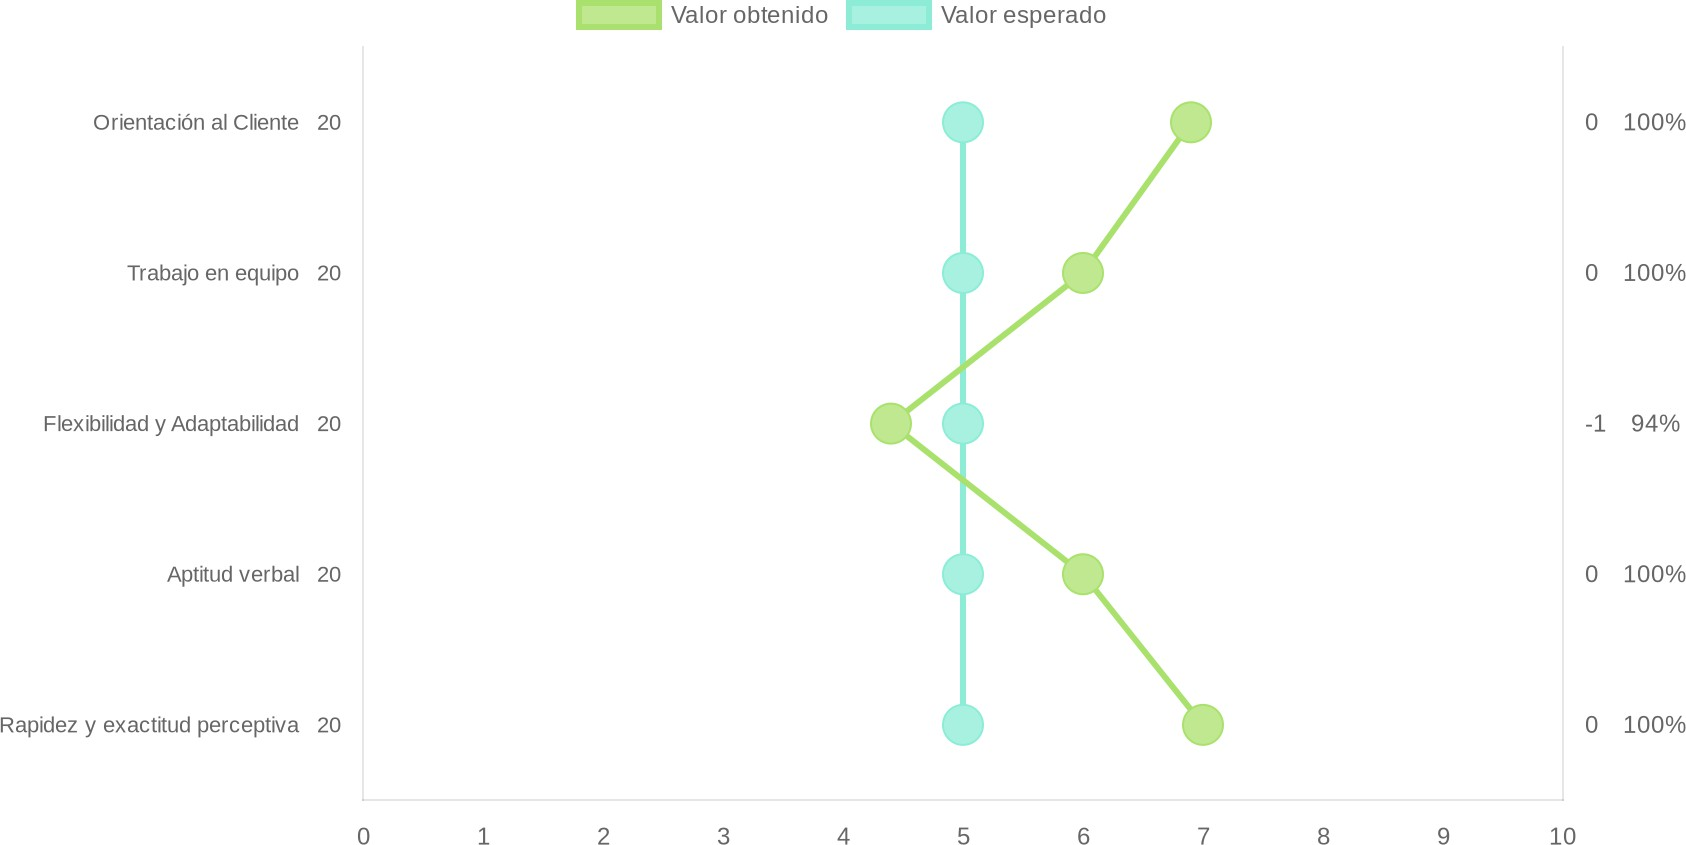 Valor obtenido Valor esperado
Orientación al Cliente 20 0 100%
Trabajo en equipo 20 0 100%
Flexibilidad y Adaptabilidad 20 -1 94%
Aptitud verbal 20 0 100%
Rapidez y exactitud perceptiva 20 0 100%
0 1 2 3 4 5 6 7 8 9 10